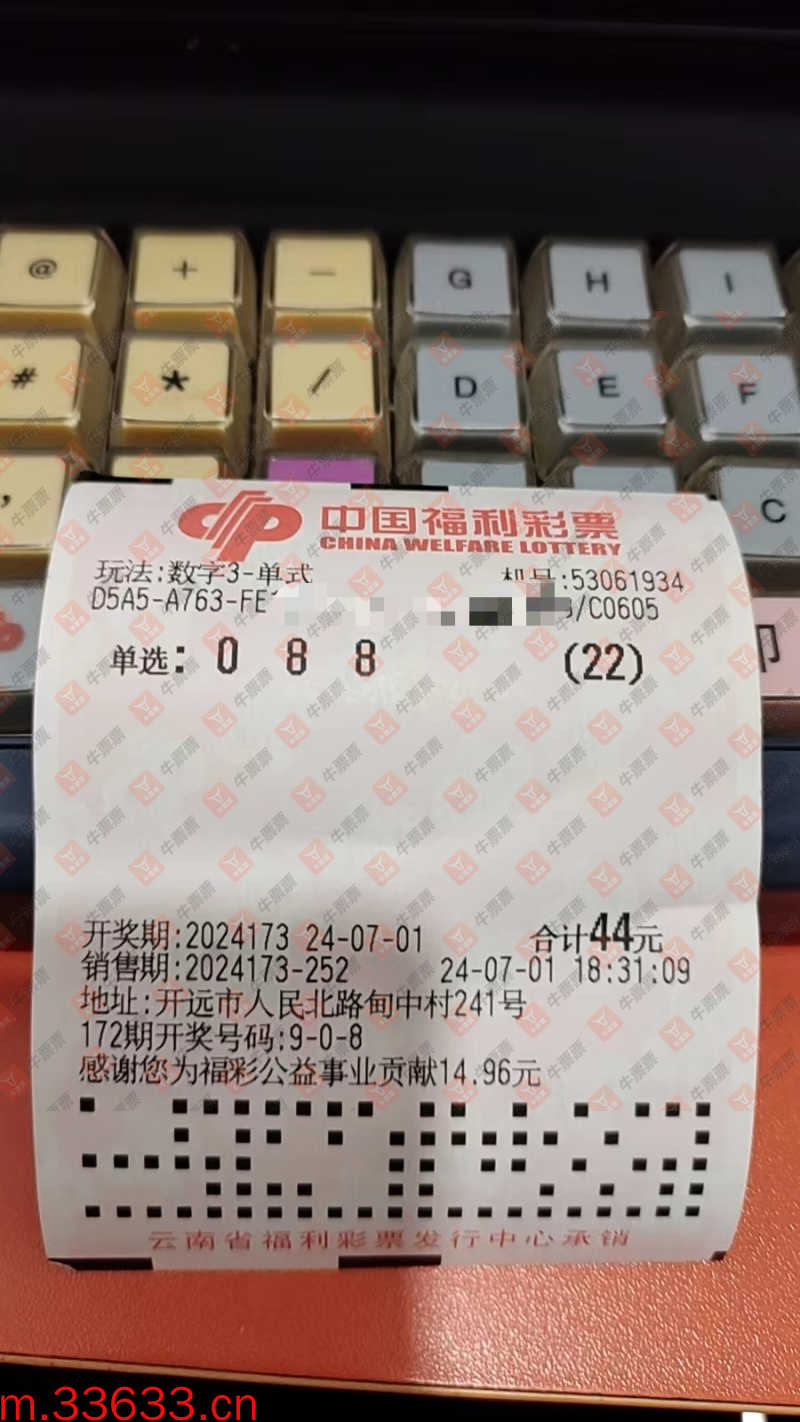 @ + - G H I
# * / D E F
, C
中国福利彩票
CHINA WELFARE LOTTERY
玩法:数字3-单式 机号:53061934
D5A5-A763-FE /C0605
单选: 0 8 8 (22)
印
开奖期:2024173 24-07-01 合计44元
销售期:2024173-252 24-07-01 18:31:09
地址:开远市人民北路甸中村241号
172期开奖号码:9-0-8
感谢您为福彩公益事业贡献14.96元
云南省福利彩票发行中心承销
牛票票
m.33633.cn